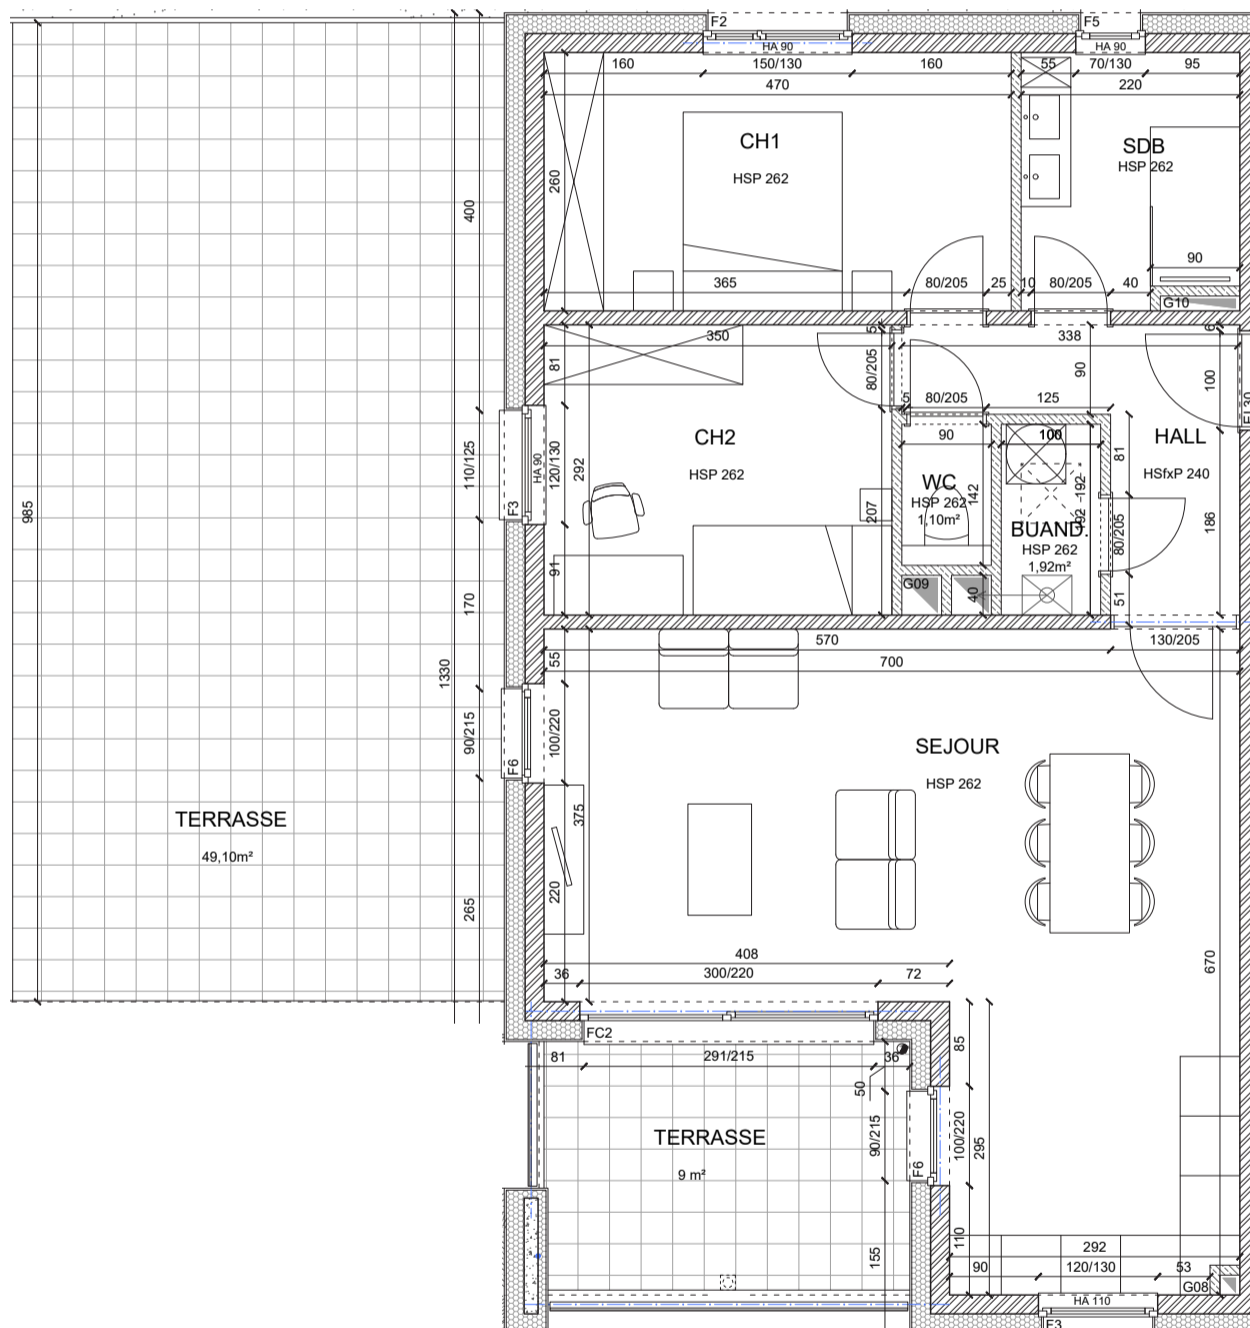 F2
F5
HA 90
HA 90
160
150/130
160
55
70/130
95
470
220
CH1
HSP 262
SDB
HSP 262
260
400
90
365
80/205
25
10
80/205
40
G10
350
5
338
6
81
80/205
90
100
EI 30
5
80/205
125
CH2
HSP 262
90
100
HALL
HSfxP 240
81
110/125
HA 90
120/130
292
F3
WC
HSP 262
1,10m²
142
192
192
BUAND.
HSP 262
1,92m²
207
80/205
186
985
91
G09
40
51
170
570
130/205
700
55
1330
90/215
100/220
F6
SEJOUR
HSP 262
TERRASSE
49,10m²
375
220
265
408
36
300/220
72
670
FC2
81
291/215
36
50
85
90/215
100/220
295
F6
TERRASSE
9 m²
155
110
292
90
120/130
53
G08
HA 110
F3